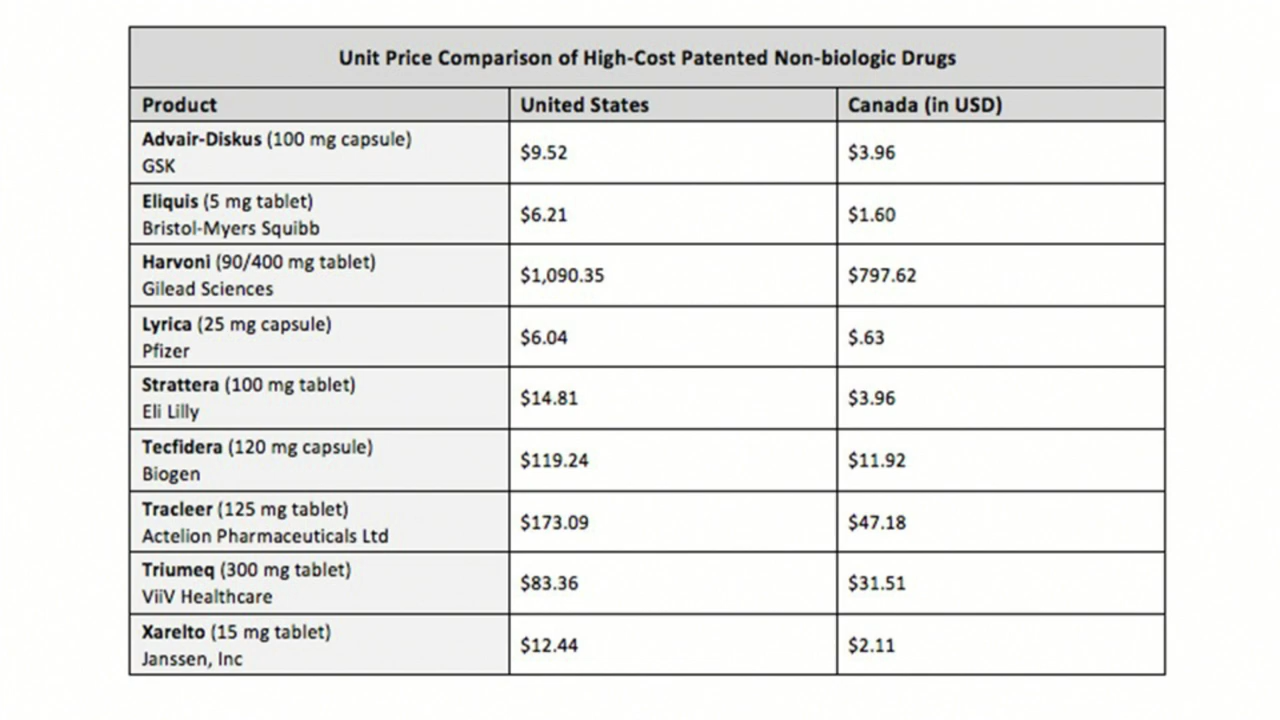 Unit Price Comparison of High-Cost Patented Non-biologic Drugs
Product United States Canada (in USD)
Advair-Diskus (100 mg capsule)
GSK
$9.52 $3.96
Eliquis (5 mg tablet)
Bristol-Myers Squibb
$6.21 $1.60
Harvoni (90/400 mg tablet)
Gilead Sciences
$1,090.35 $797.62
Lyrica (25 mg capsule)
Pfizer
$6.04 $.63
Strattera (100 mg tablet)
Eli Lilly
$14.81 $3.96
Tecfidera (120 mg capsule)
Biogen
$119.24 $11.92
Tracleer (125 mg tablet)
Actelion Pharmaceuticals Ltd
$173.09 $47.18
Triumeq (300 mg tablet)
ViiV Healthcare
$83.36 $31.51
Xarelto (15 mg tablet)
Janssen, Inc
$12.44 $2.11